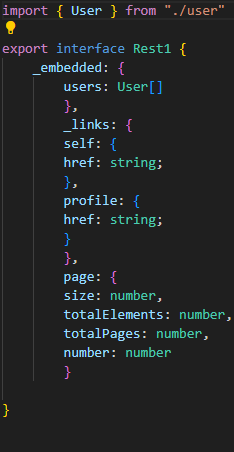 import { User } from "./user"
export interface Rest1 {
_embedded: {
users: User[]
},
_links: {
self: {
href: string;
},
profile: {
href: string;
}
},
page: {
size: number,
totalElements: number,
totalPages: number,
number: number
}
}